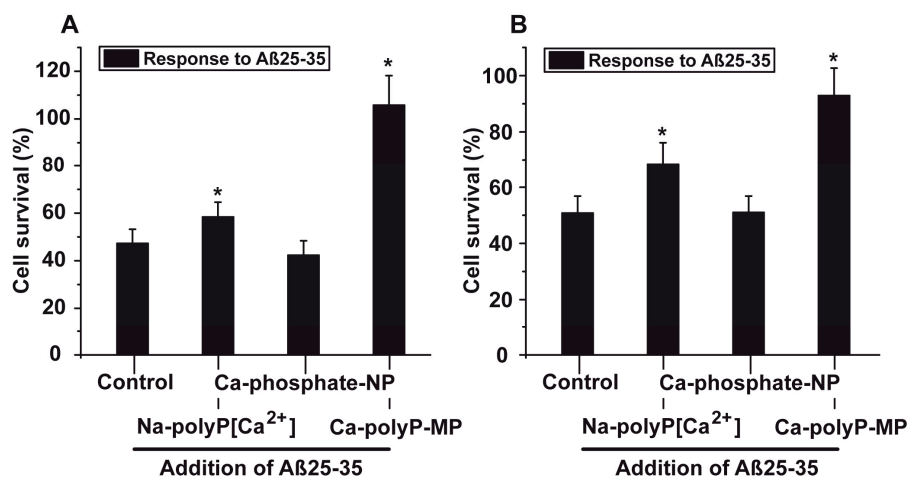 A
Response to Aß25-35
Cell survival (%)
120
100
80
60
40
20
0
*
*
Control
Ca-phosphate-NP
Na-polyP[Ca2+]
Ca-polyP-MP
Addition of Aß25-35
B
Response to Aß25-35
Cell survival (%)
100
80
60
40
20
0
*
*
Control
Ca-phosphate-NP
Na-polyP[Ca2+]
Ca-polyP-MP
Addition of Aß25-35